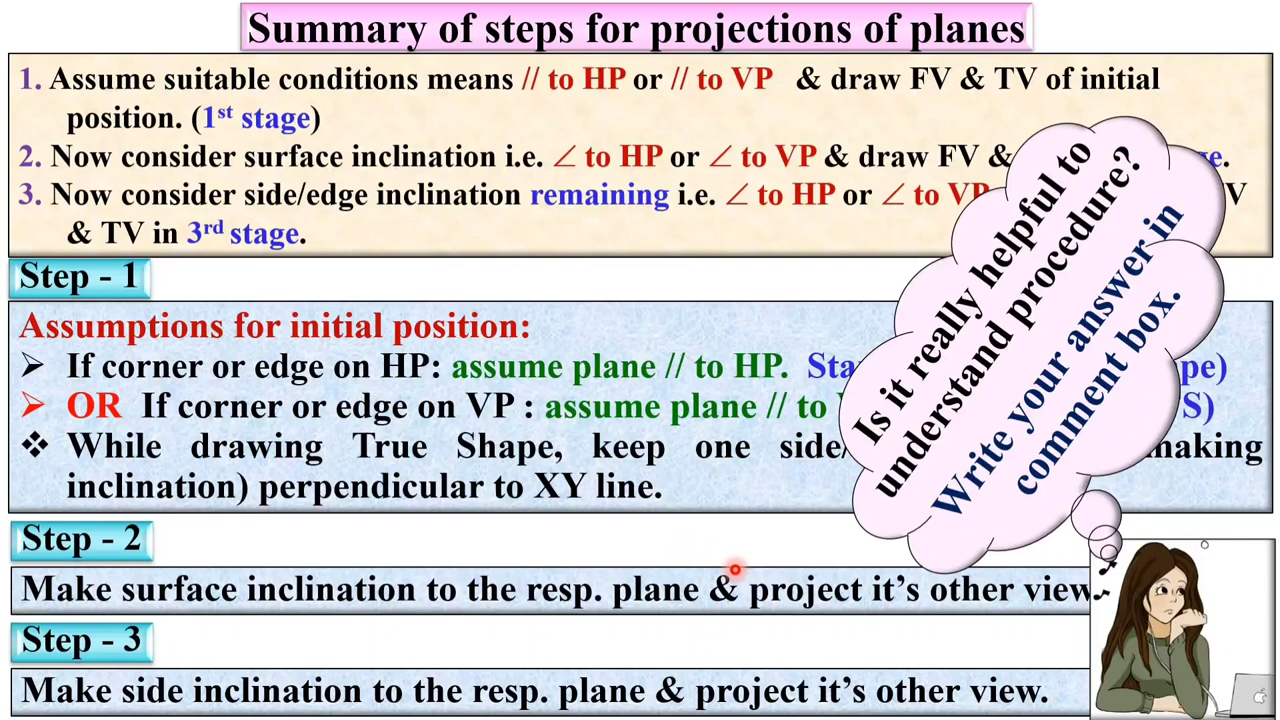 Summary of steps for projections of planes
1. Assume suitable conditions means // to HP or // to VP & draw FV & TV of initial
position. (1st stage)
2. Now consider surface inclination i.e. ∠ to HP or ∠ to VP & draw FV &
3. Now consider side/edge inclination remaining i.e. ∠ to HP or ∠ to VP V
& TV in 3rd stage.
Step - 1
Assumptions for initial position:
➢ If corner or edge on HP: assume plane // to HP.
➢ OR If corner or edge on VP : assume plane // to
❖ While drawing True Shape, keep one side/
inclination) perpendicular to XY line.
Is it really helpful to
understand procedure?
Write your answer in
comment box.
Step - 2
Make surface inclination to the resp. plane & project it's other view
Step - 3
Make side inclination to the resp. plane & project it's other view.